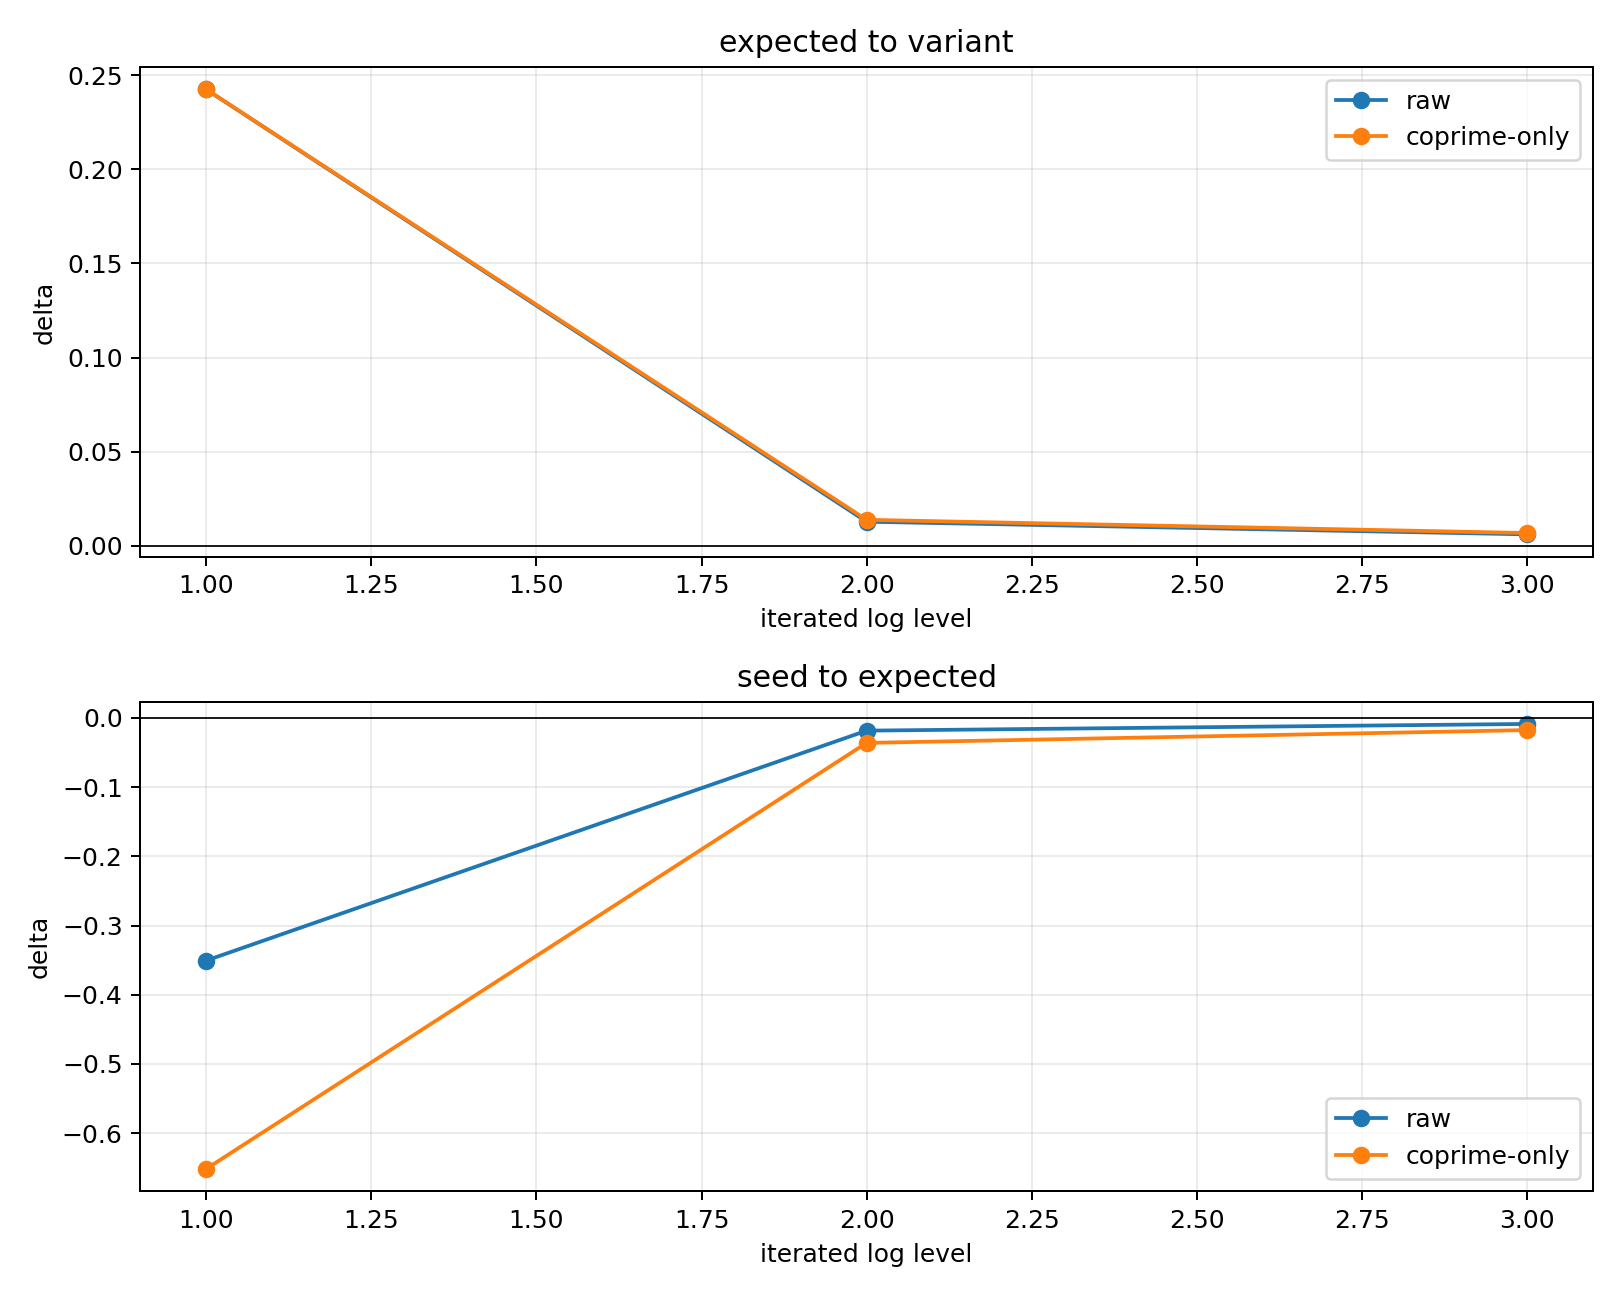 expected to variant
0.25
0.20
0.15
0.10
0.05
0.00
delta
raw
coprime-only
1.00 1.25 1.50 1.75 2.00 2.25 2.50 2.75 3.00
iterated log level
seed to expected
0.0
−0.1
−0.2
−0.3
−0.4
−0.5
−0.6
delta
raw
coprime-only
1.00 1.25 1.50 1.75 2.00 2.25 2.50 2.75 3.00
iterated log level